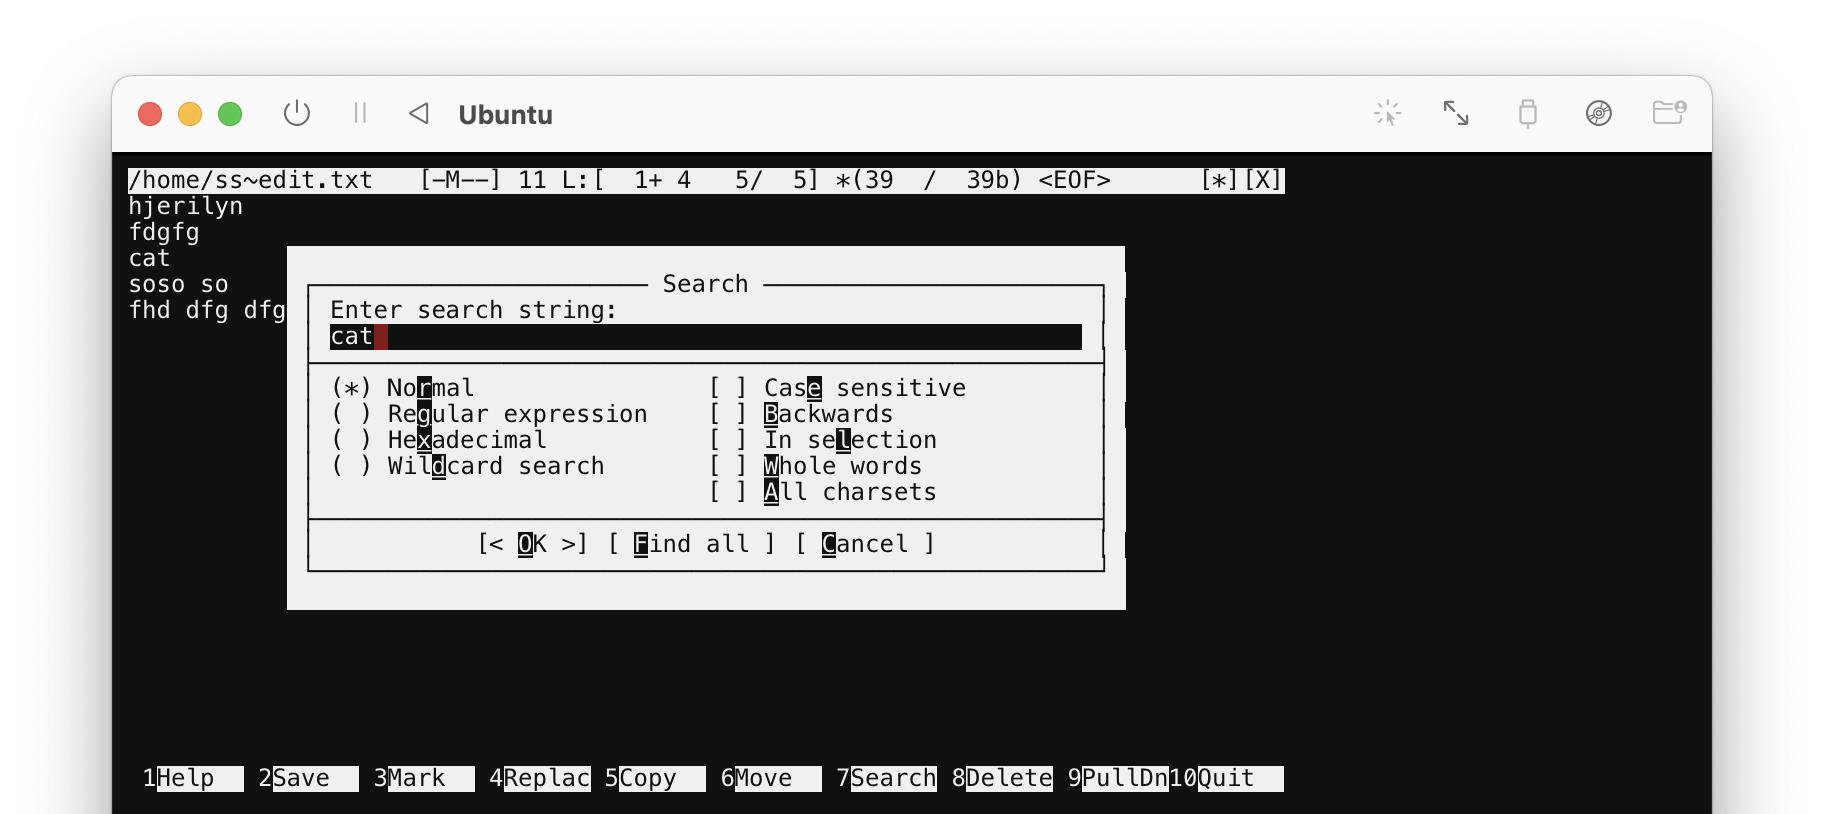 Ubuntu
/home/ss~edit.txt   [-M--] 11 L:[  1+ 4   5/  5] *(39  /  39b) <EOF>      [*][X]
hjerilyn
fdgfg
cat
soso so
fhd dfg dfg
Search
Enter search string:
cat
(*) Normal                [ ] Case sensitive
( ) Regular expression    [ ] Backwards
( ) Hexadecimal           [ ] In selection
( ) Wildcard search       [ ] Whole words
[ ] All charsets
[< OK >] [ Find all ] [ Cancel ]
1Help  2Save  3Mark  4Replac 5Copy  6Move  7Search 8Delete 9PullDn10Quit